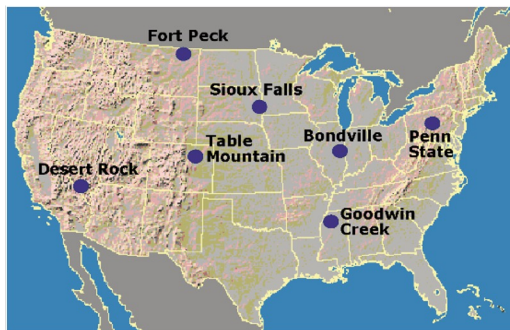 Fort Peck
Sioux Falls
Bondville
Penn
State
Table
Mountain
Desert Rock
Goodwin
Creek